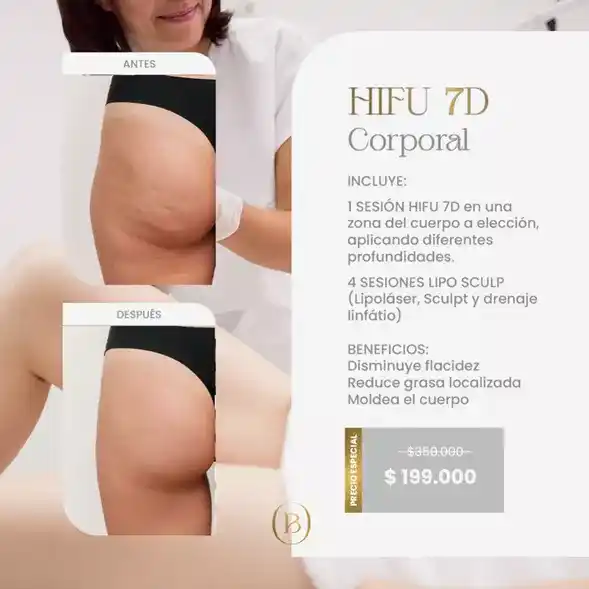 ANTES
DESPUÉS
HIFU 7D
Corporal
INCLUYE:
1 SESIÓN HIFU 7D en una
zona del cuerpo a elección,
aplicando diferentes
profundidades.
4 SESIONES LIPO SCULP
(Lipoláser, Sculpt y drenaje
linfátio)
BENEFICIOS:
Disminuye flacidez
Reduce grasa localizada
Moldea el cuerpo
PRECIO ESPECIAL
$350.000
$ 199.000
B